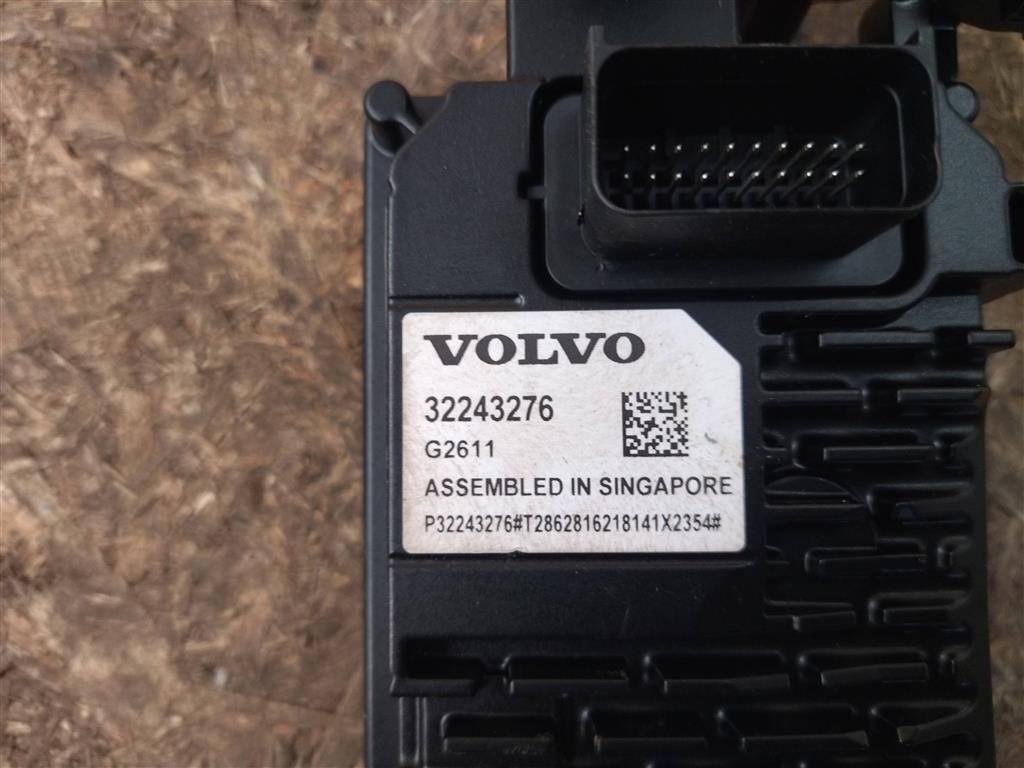 VOLVO
32243276
G2611
ASSEMBLED IN SINGAPORE
P32243276#T2862816218141X2354#